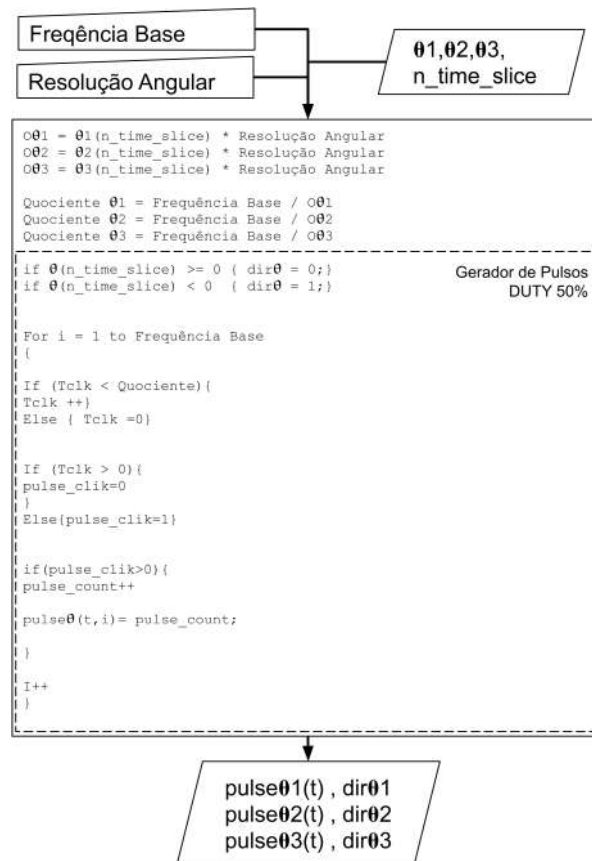 Freqência Base
Resolução Angular
θ1,θ2,θ3,
n_time_slice
Oθ1 = θ1(n_time_slice) * Resolução Angular
Oθ2 = θ2(n_time_slice) * Resolução Angular
Oθ3 = θ3(n_time_slice) * Resolução Angular
Quociente θ1 = Frequência Base / Oθ1
Quociente θ2 = Frequência Base / Oθ2
Quociente θ3 = Frequência Base / Oθ3
if θ(n_time_slice) >= 0 { dirθ = 0;}
if θ(n_time_slice) < 0 { dirθ = 1;}
Gerador de Pulsos
DUTY 50%
For i = 1 to Frequência Base
{
If (Tclk < Quociente){
Tclk ++}
Else { Tclk =0}
If (Tclk > 0){
pulse_clik=0
}
Else{pulse_clik=1}
if(pulse_clik>0){
pulse_count++
pulseθ(t,i)= pulse_count;
}
I++
}
pulseθ1(t) , dirθ1
pulseθ2(t) , dirθ2
pulseθ3(t) , dirθ3